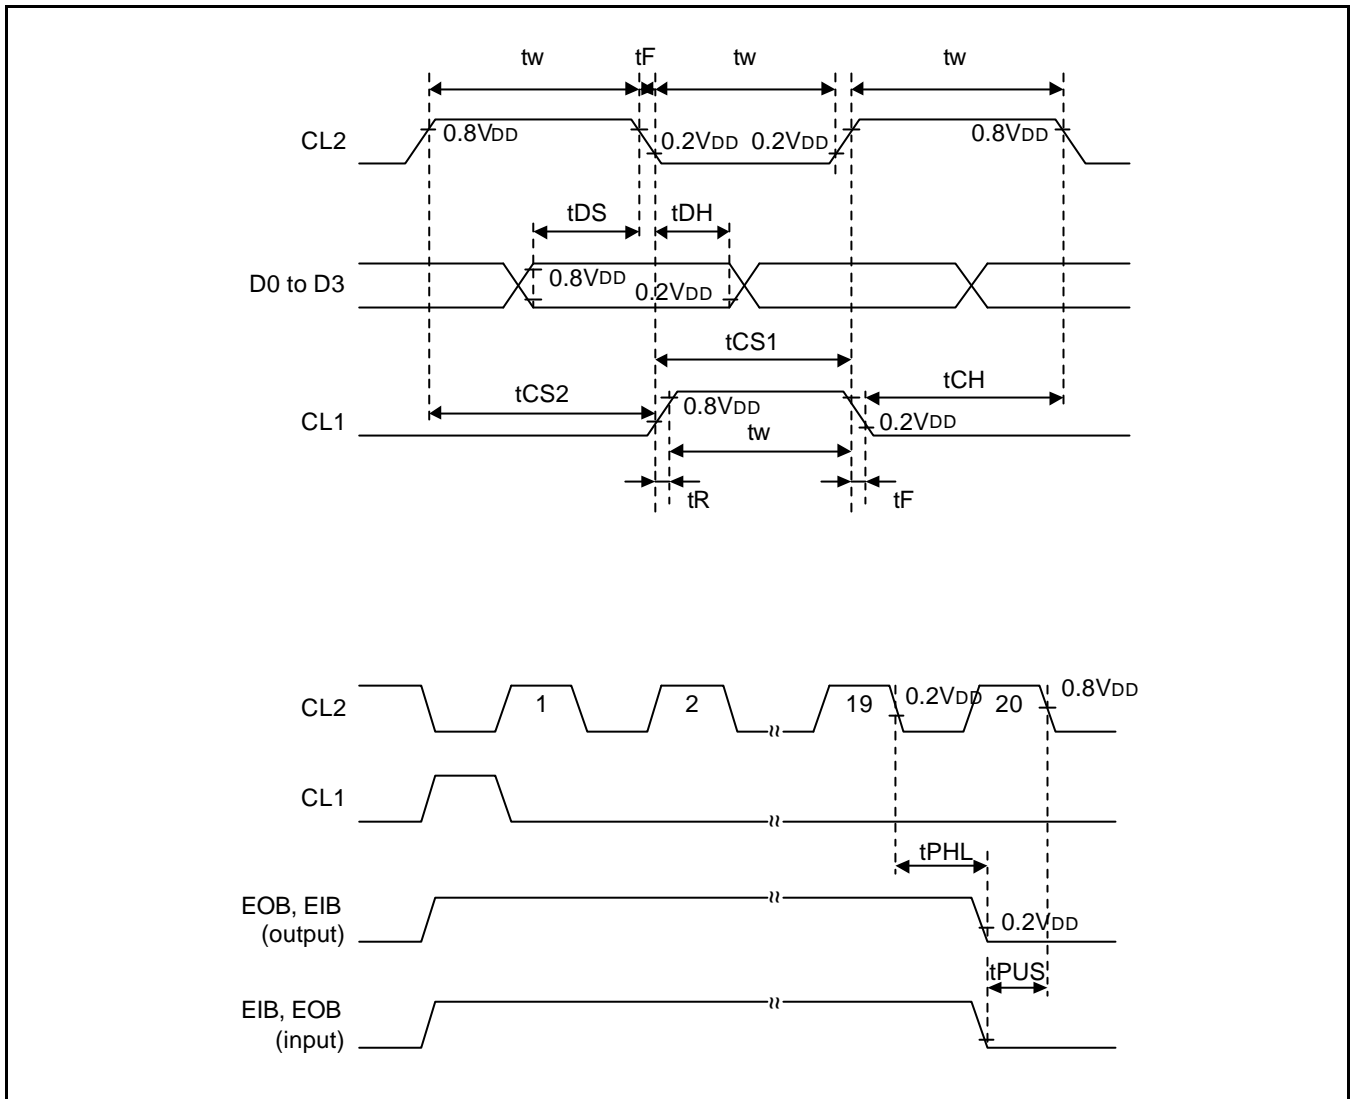 tw tF tw tw
CL2 0.8VDD 0.2VDD 0.2VDD 0.8VDD
tDS tDH
D0 to D3 0.8VDD 0.2VDD
tCS1
tCS2 tCH
CL1 0.8VDD 0.2VDD
tw
tR tF
CL2 1 2 19 0.2VDD 20 0.8VDD
CL1
tPHL
EOB, EIB
(output) 0.2VDD
tPUS
EIB, EOB
(input)